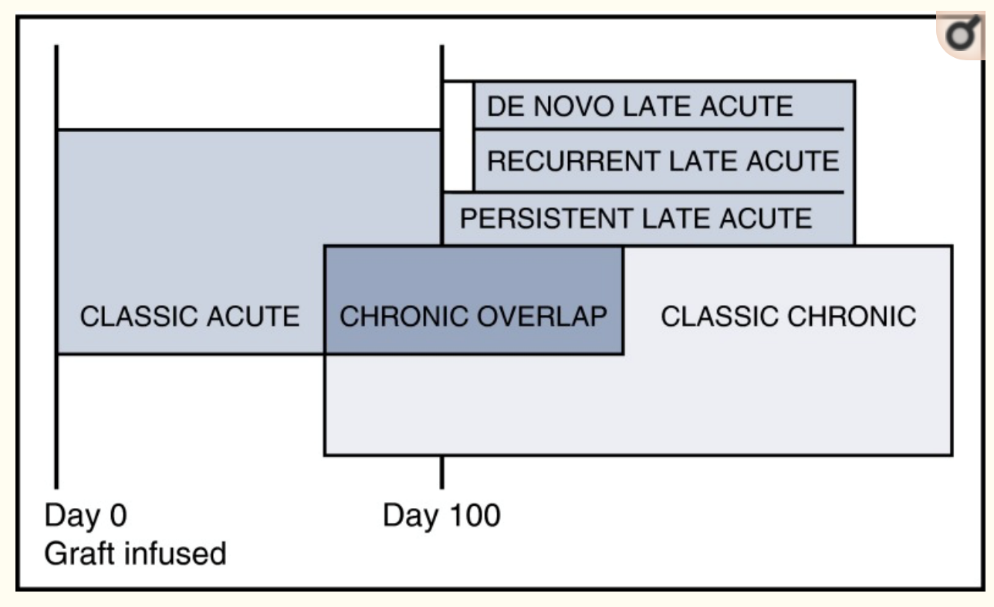 DE NOVO LATE ACUTE
RECURRENT LATE ACUTE
PERSISTENT LATE ACUTE
CLASSIC ACUTE
CHRONIC OVERLAP
CLASSIC CHRONIC
Day 0
Graft infused
Day 100